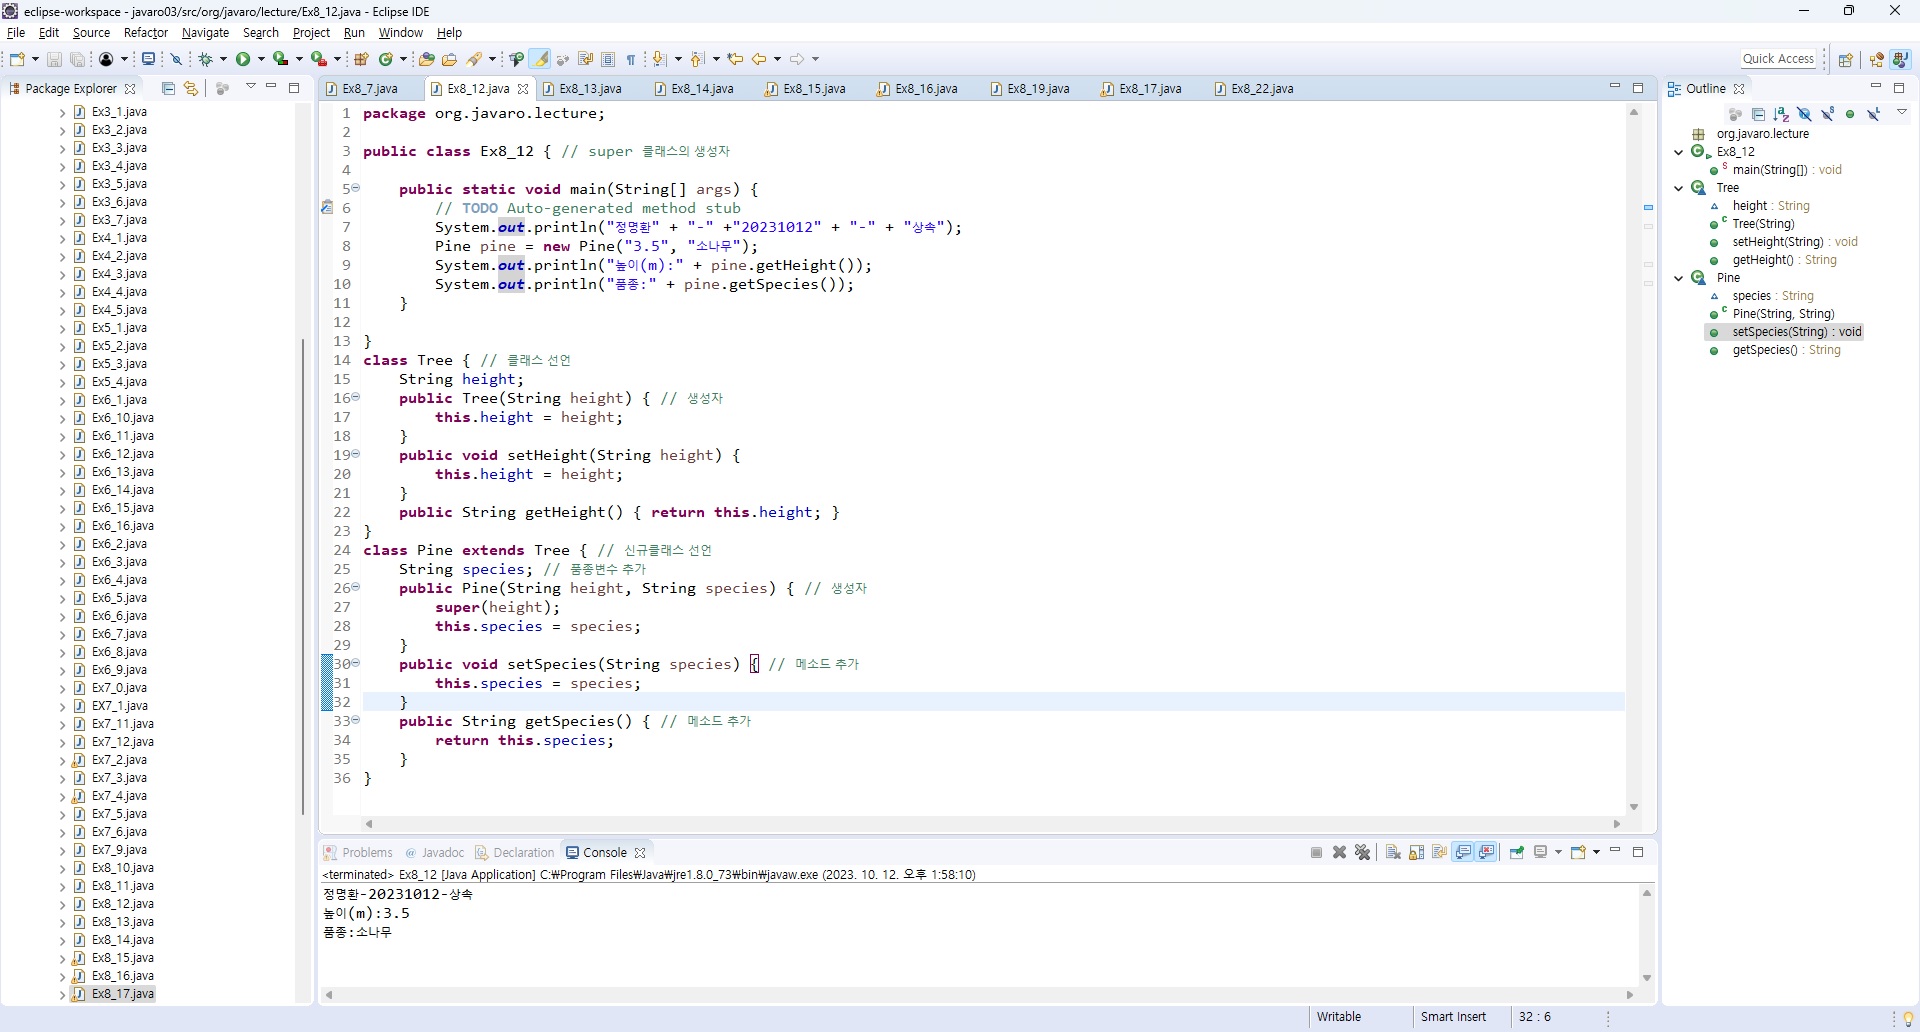 eclipse-workspace - javaro03/src/org/javaro/lecture/Ex8_12.java - Eclipse IDE
File Edit Source Refactor Navigate Search Project Run Window Help
Quick Access
Package Explorer
Ex3_1.java
Ex3_2.java
Ex3_3.java
Ex3_4.java
Ex3_5.java
Ex3_6.java
Ex3_7.java
Ex4_1.java
Ex4_2.java
Ex4_3.java
Ex4_4.java
Ex4_5.java
Ex5_1.java
Ex5_2.java
Ex5_3.java
Ex5_4.java
Ex6_1.java
Ex6_10.java
Ex6_11.java
Ex6_12.java
Ex6_13.java
Ex6_14.java
Ex6_15.java
Ex6_16.java
Ex6_2.java
Ex6_3.java
Ex6_4.java
Ex6_5.java
Ex6_6.java
Ex6_7.java
Ex6_8.java
Ex6_9.java
Ex7_0.java
EX7_1.java
Ex7_11.java
Ex7_12.java
Ex7_2.java
Ex7_3.java
Ex7_4.java
Ex7_5.java
Ex7_6.java
Ex7_9.java
Ex8_10.java
Ex8_11.java
Ex8_12.java
Ex8_13.java
Ex8_14.java
Ex8_15.java
Ex8_16.java
Ex8_17.java
Ex8_7.java Ex8_12.java Ex8_13.java Ex8_14.java Ex8_15.java Ex8_16.java Ex8_19.java Ex8_17.java Ex8_22.java
1 package org.javaro.lecture;
2
3 public class Ex8_12 { // super 클래스의 생성자
4
5 public static void main(String[] args) {
6 // TODO Auto-generated method stub
7 System.out.println("정명환" + "-" +"20231012" + "-" + "상속");
8 Pine pine = new Pine("3.5", "소나무");
9 System.out.println("높이(m):" + pine.getHeight());
10 System.out.println("품종:" + pine.getSpecies());
11 }
12
13 }
14 class Tree { // 클래스 선언
15 String height;
16 public Tree(String height) { // 생성자
17 this.height = height;
18 }
19 public void setHeight(String height) {
20 this.height = height;
21 }
22 public String getHeight() { return this.height; }
23 }
24 class Pine extends Tree { // 신규클래스 선언
25 String species; // 품종변수 추가
26 public Pine(String height, String species) { // 생성자
27 super(height);
28 this.species = species;
29 }
30 public void setSpecies(String species) { // 메소드 추가
31 this.species = species;
32 }
33 public String getSpecies() { // 메소드 추가
34 return this.species;
35 }
36 }
Problems Javadoc Declaration Console
<terminated> Ex8_12 [Java Application] C:₩Program Files₩Java₩jre1.8.0_73₩bin₩javaw.exe (2023. 10. 12. 오후 1:58:10)
정명환-20231012-상속
높이(m):3.5
품종:소나무
Outline
org.javaro.lecture
Ex8_12
main(String[]) : void
Tree
height : String
Tree(String)
setHeight(String) : void
getHeight() : String
Pine
species : String
Pine(String, String)
setSpecies(String) : void
getSpecies() : String
Writable Smart Insert 32 : 6